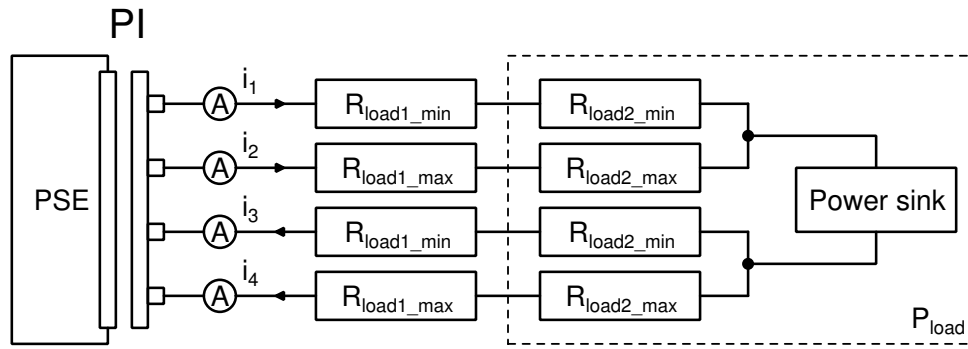 PI
PSE
A i1 Rload1_min Rload2_min
A i2 Rload1_max Rload2_max
Power sink
A i3 Rload1_min Rload2_min
A i4 Rload1_max Rload2_max
Pload